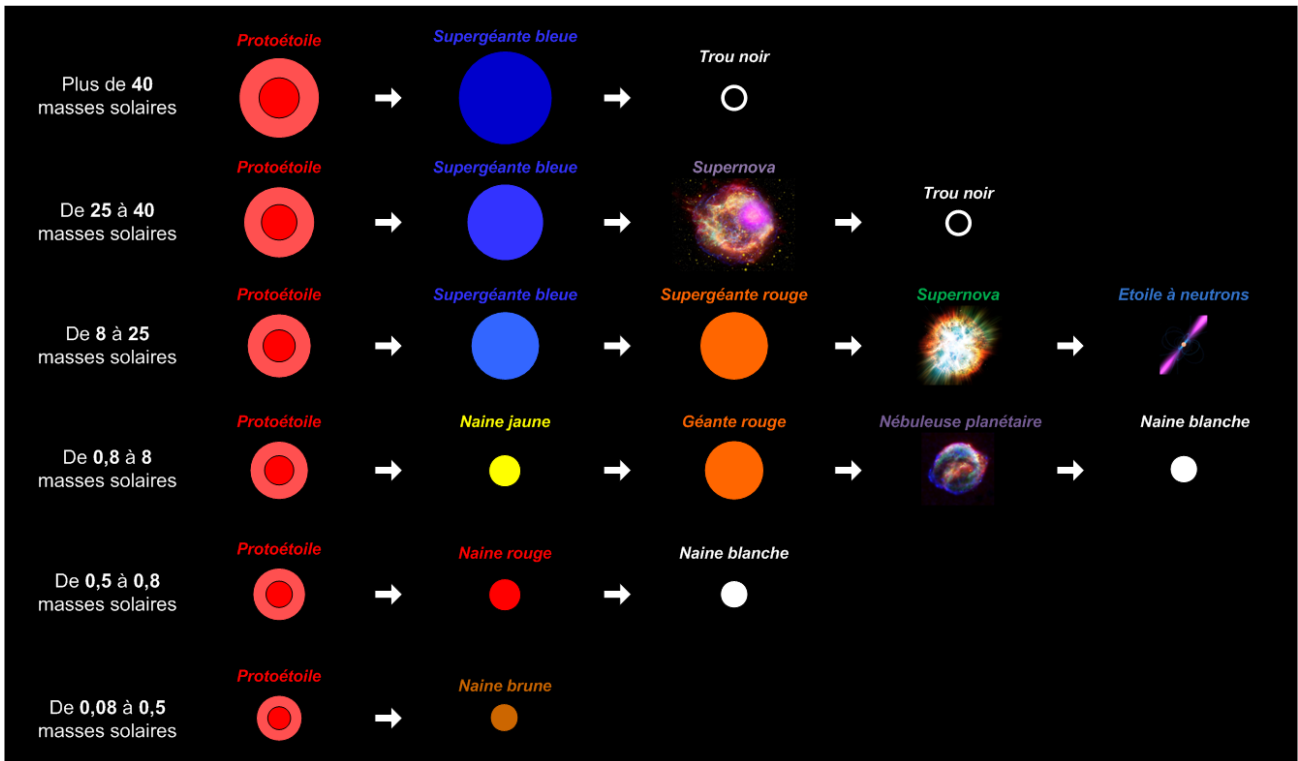 Protoétoile
Supergéante bleue
Trou noir
Plus de 40
masses solaires
Protoétoile
Supergéante bleue
Supernova
Trou noir
De 25 à 40
masses solaires
Protoétoile
Supergéante bleue
Supergéante rouge
Supernova
Etoile à neutrons
De 8 à 25
masses solaires
Protoétoile
Naine jaune
Géante rouge
Nébuleuse planétaire
Naine blanche
De 0,8 à 8
masses solaires
Protoétoile
Naine rouge
Naine blanche
De 0,5 à 0,8
masses solaires
Protoétoile
Naine brune
De 0,08 à 0,5
masses solaires